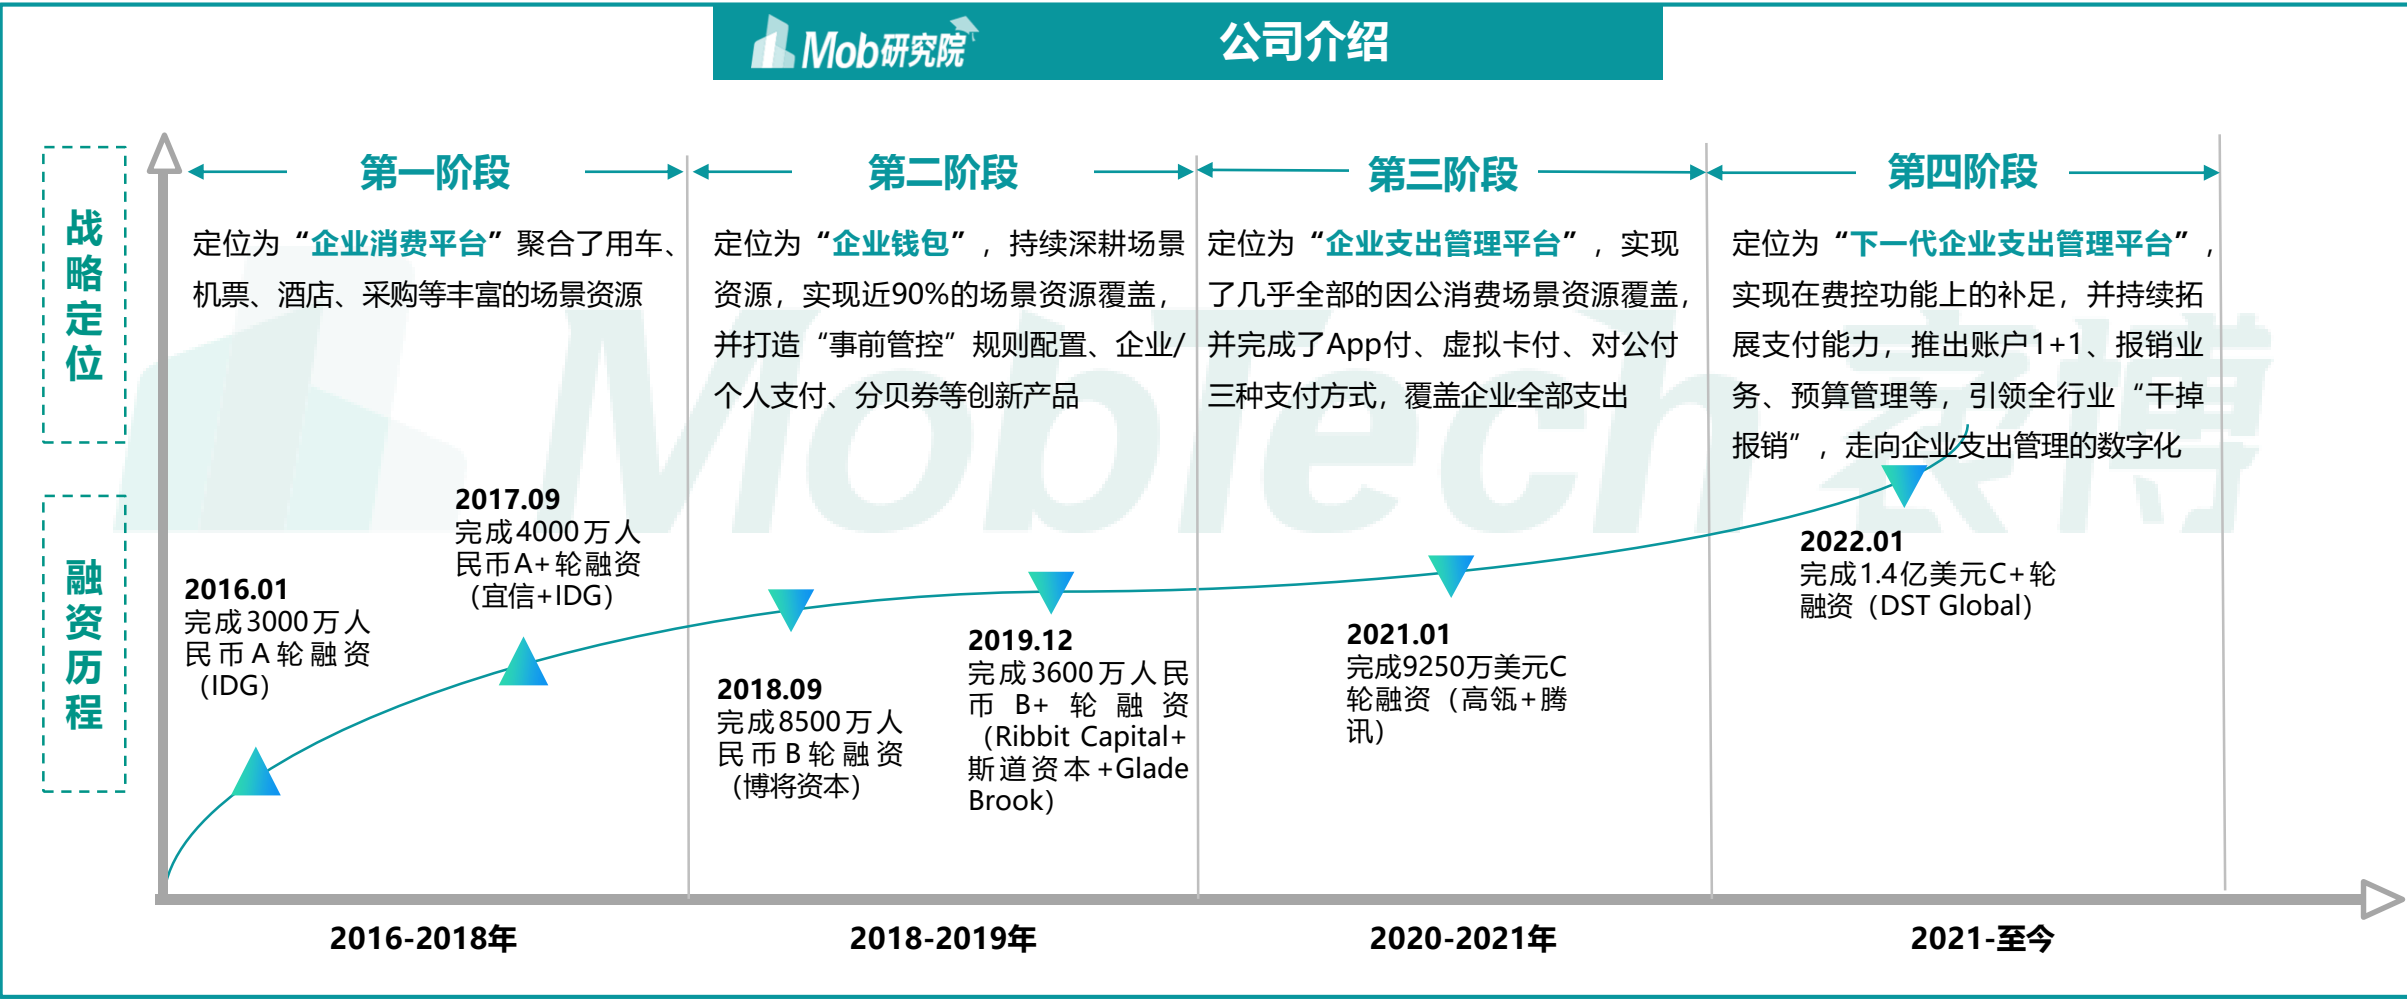 Mob研究院
公司介绍
战略定位
第一阶段
定位为“企业消费平台”聚合了用车、
机票、酒店、采购等丰富的场景资源
第二阶段
定位为“企业钱包”，持续深耕场景
资源，实现近90%的场景资源覆盖，
并打造“事前管控”规则配置、企业/
个人支付、分贝券等创新产品
第三阶段
定位为“企业支出管理平台”，实现
了几乎全部的因公消费场景资源覆盖，
并完成了App付、虚拟卡付、对公付
三种支付方式，覆盖企业全部支出
第四阶段
定位为“下一代企业支出管理平台”，
实现在费控功能上的补足，并持续拓
展支付能力，推出账户1+1、报销业
务、预算管理等，引领全行业“干掉
报销”，走向企业支出管理的数字化
MobTech 袤博
融资历程
2016.01
完成3000万人
民币A轮融资
（IDG）
2017.09
完成4000万人
民币A+轮融资
（宜信+IDG）
2018.09
完成8500万人
民币B轮融资
（博将资本）
2019.12
完成3600万人民
币B+轮融资
（Ribbit Capital+
斯道资本+Glade
Brook）
2021.01
完成9250万美元C
轮融资（高瓴+腾
讯）
2022.01
完成1.4亿美元C+轮
融资（DST Global）
2016-2018年
2018-2019年
2020-2021年
2021-至今